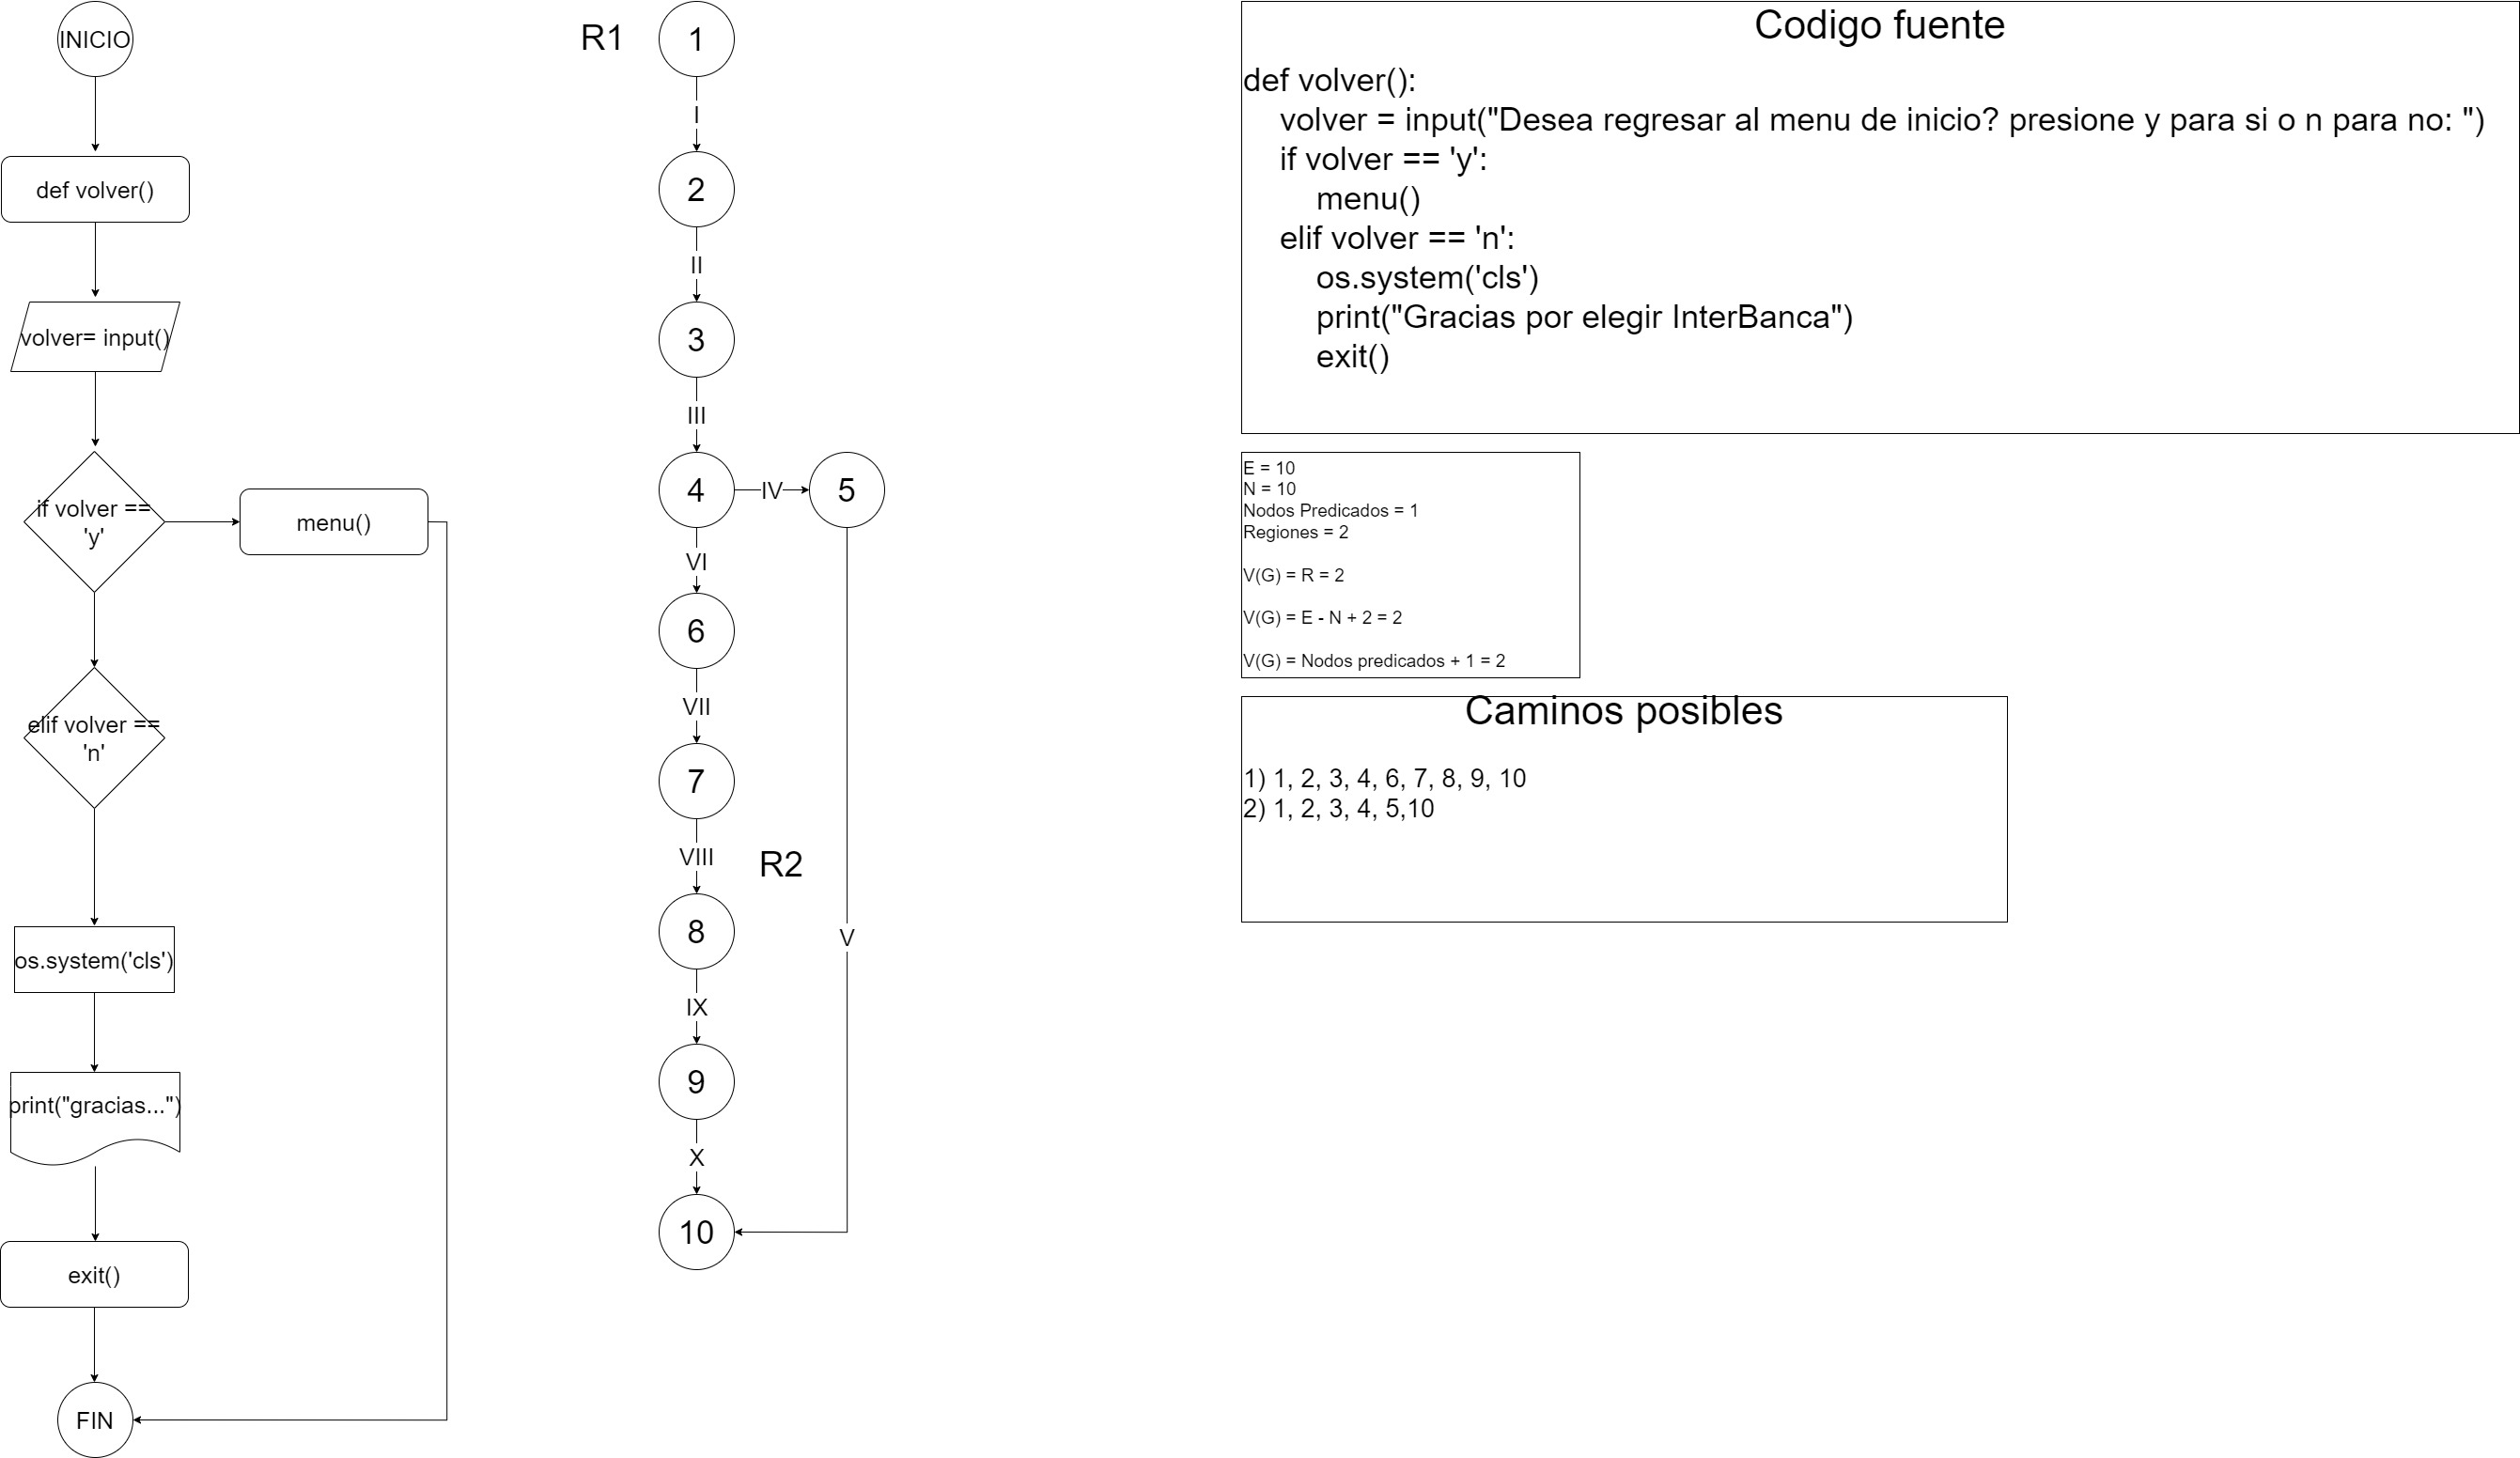 INICIO
def volver()
volver= input()
if volver ==
'y'
menu()
elif volver ==
'n'
os.system('cls')
print("gracias...")
exit()
FIN
R1
1
I
2
II
3
III
4
IV
5
VI
6
VII
7
VIII
R2
8
V
IX
9
X
10
Codigo fuente
def volver():
volver = input("Desea regresar al menu de inicio? presione y para si o n para no: ")
if volver == 'y':
menu()
elif volver == 'n':
os.system('cls')
print("Gracias por elegir InterBanca")
exit()
E = 10
N = 10
Nodos Predicados = 1
Regiones = 2
V(G) = R = 2
V(G) = E - N + 2 = 2
V(G) = Nodos predicados + 1 = 2
Caminos posibles
1) 1, 2, 3, 4, 6, 7, 8, 9, 10
2) 1, 2, 3, 4, 5,10